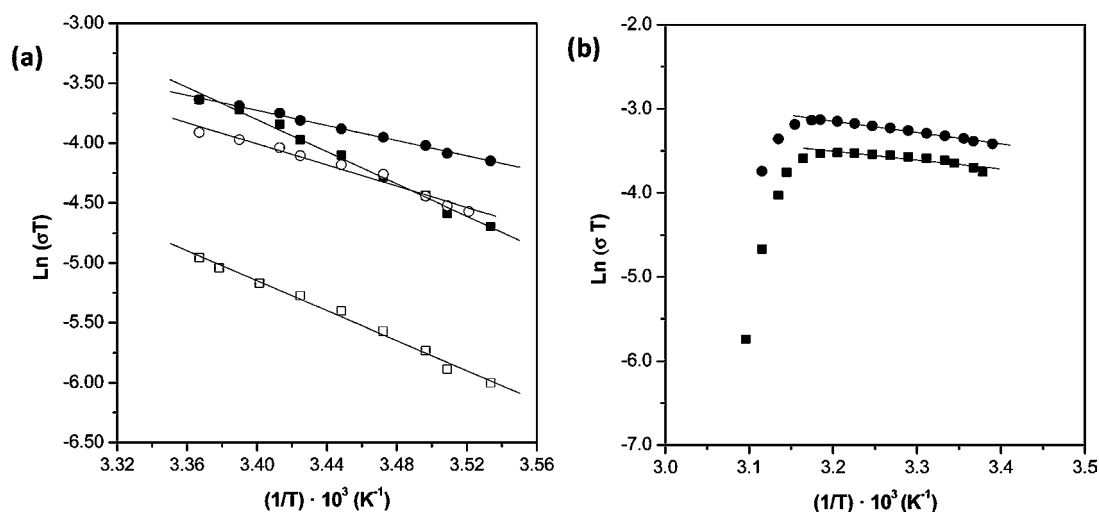 (a)
Ln (σT)
-3.00
-3.50
-4.00
-4.50
-5.00
-5.50
-6.00
-6.50
3.32 3.36 3.40 3.44 3.48 3.52 3.56
(1/T) · 10³ (K⁻¹)
(b)
Ln (σ T)
-2.0
-3.0
-4.0
-5.0
-6.0
-7.0
3.0 3.1 3.2 3.3 3.4 3.5
(1/T) · 10³ (K⁻¹)